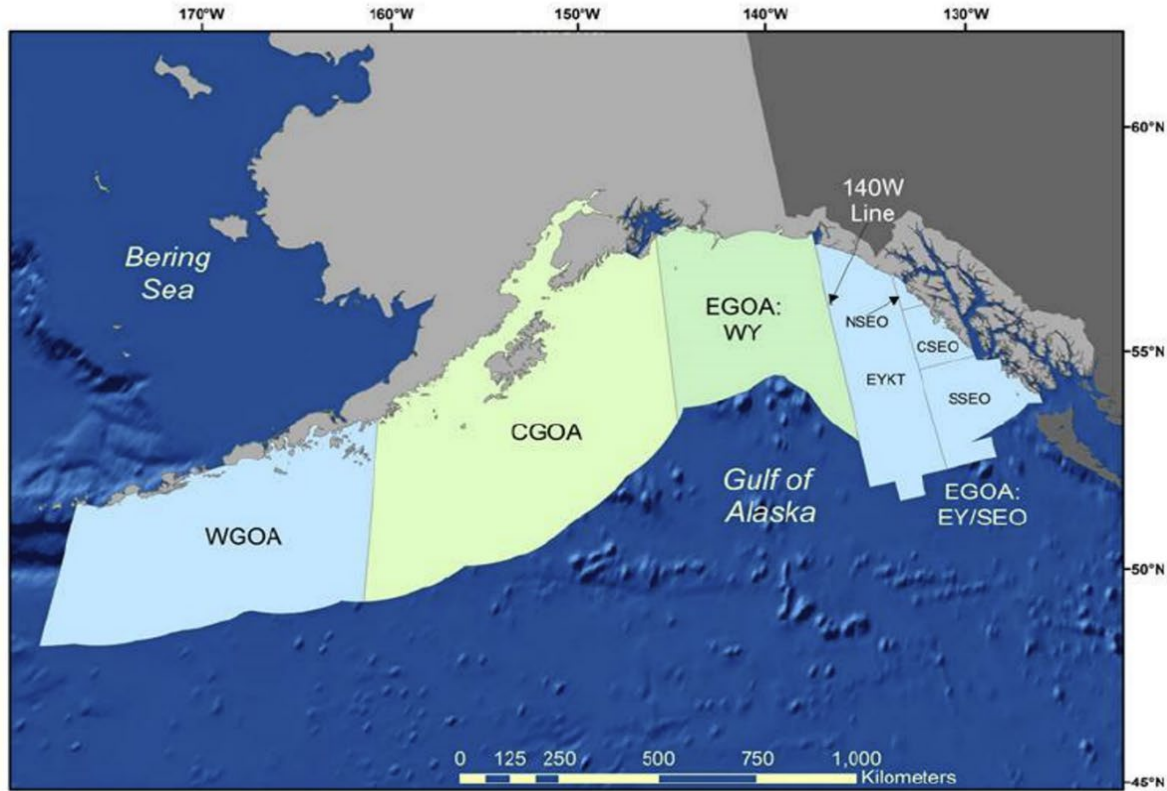 170°W 160°W 150°W 140°W 130°W
60°N
140W
Line
Bering
Sea
EGOA:
WY
NSEO
CSEO
55°N
EYKT
SSEO
CGOA
Gulf of
Alaska
EGOA:
EY/SEO
WGOA
50°N
0 125 250 500 750 1,000
Kilometers
45°N